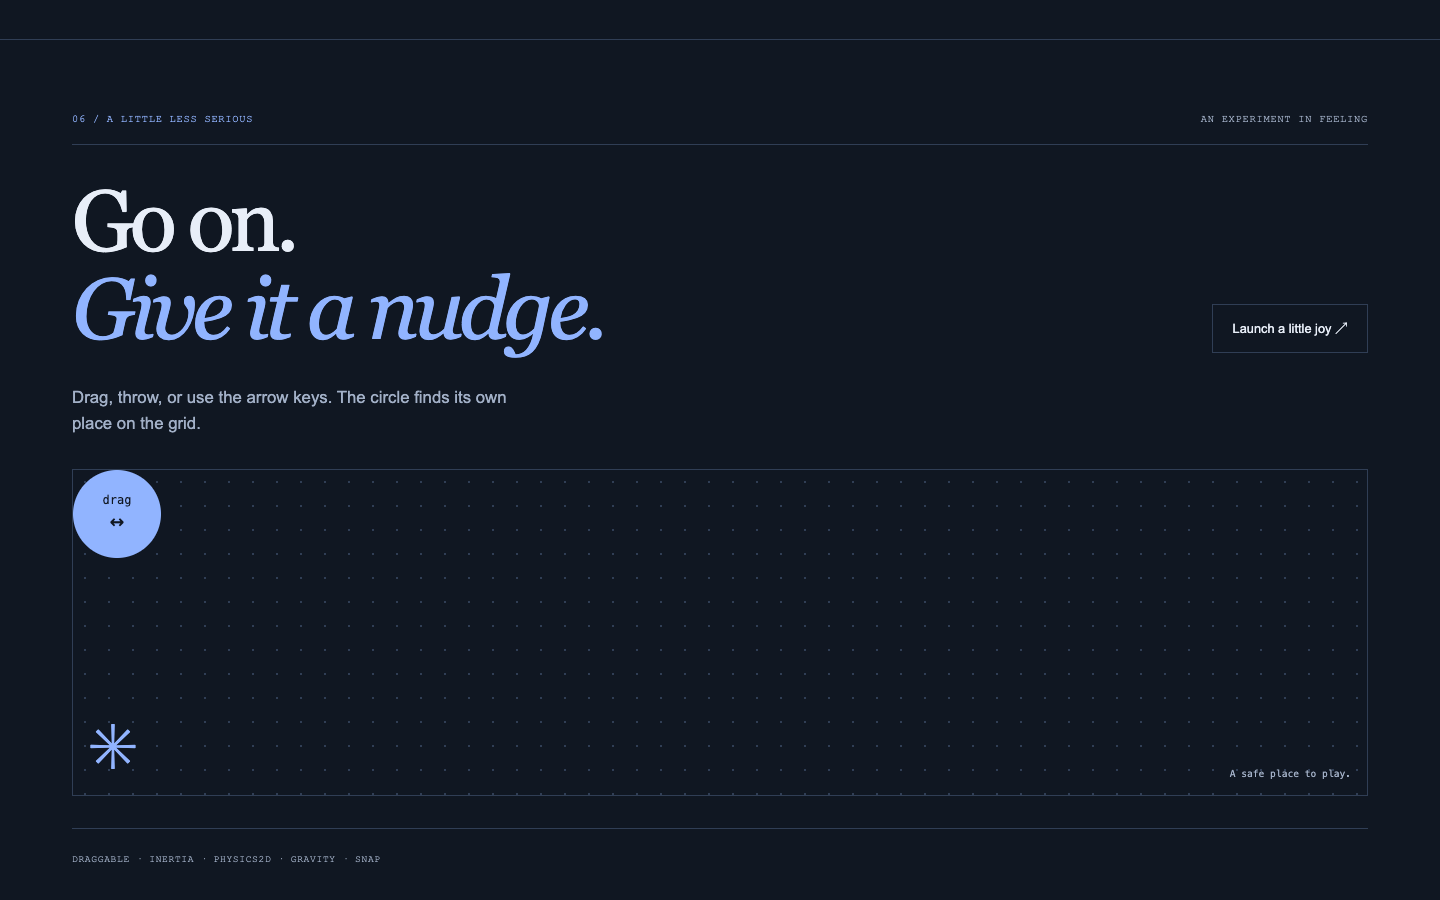 06 / A LITTLE LESS SERIOUS
AN EXPERIMENT IN FEELING
Go on.
Give it a nudge.
Launch a little joy ↗
Drag, throw, or use the arrow keys. The circle finds its own
place on the grid.
drag
↔
A safe place to play.
DRAGGABLE · INERTIA · PHYSICS2D · GRAVITY · SNAP